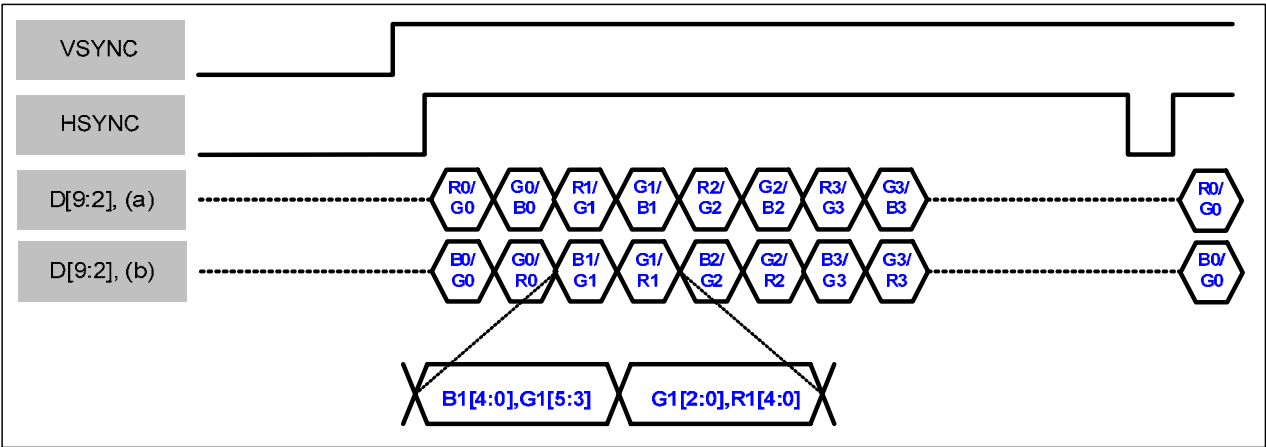 VSYNC
HSYNC
D[9:2], (a)
R0/ G0/ R1/ G1/ R2/ G2/ R3/ G3/ R0/
G0 B0 G1 B1 G2 B2 G3 B3 G0
D[9:2], (b)
B0/ G0/ B1/ G1/ B2/ G2/ B3/ G3/ B0/
G0 R0 G1 R1 G2 R2 G3 R3 G0
B1[4:0],G1[5:3] G1[2:0],R1[4:0]